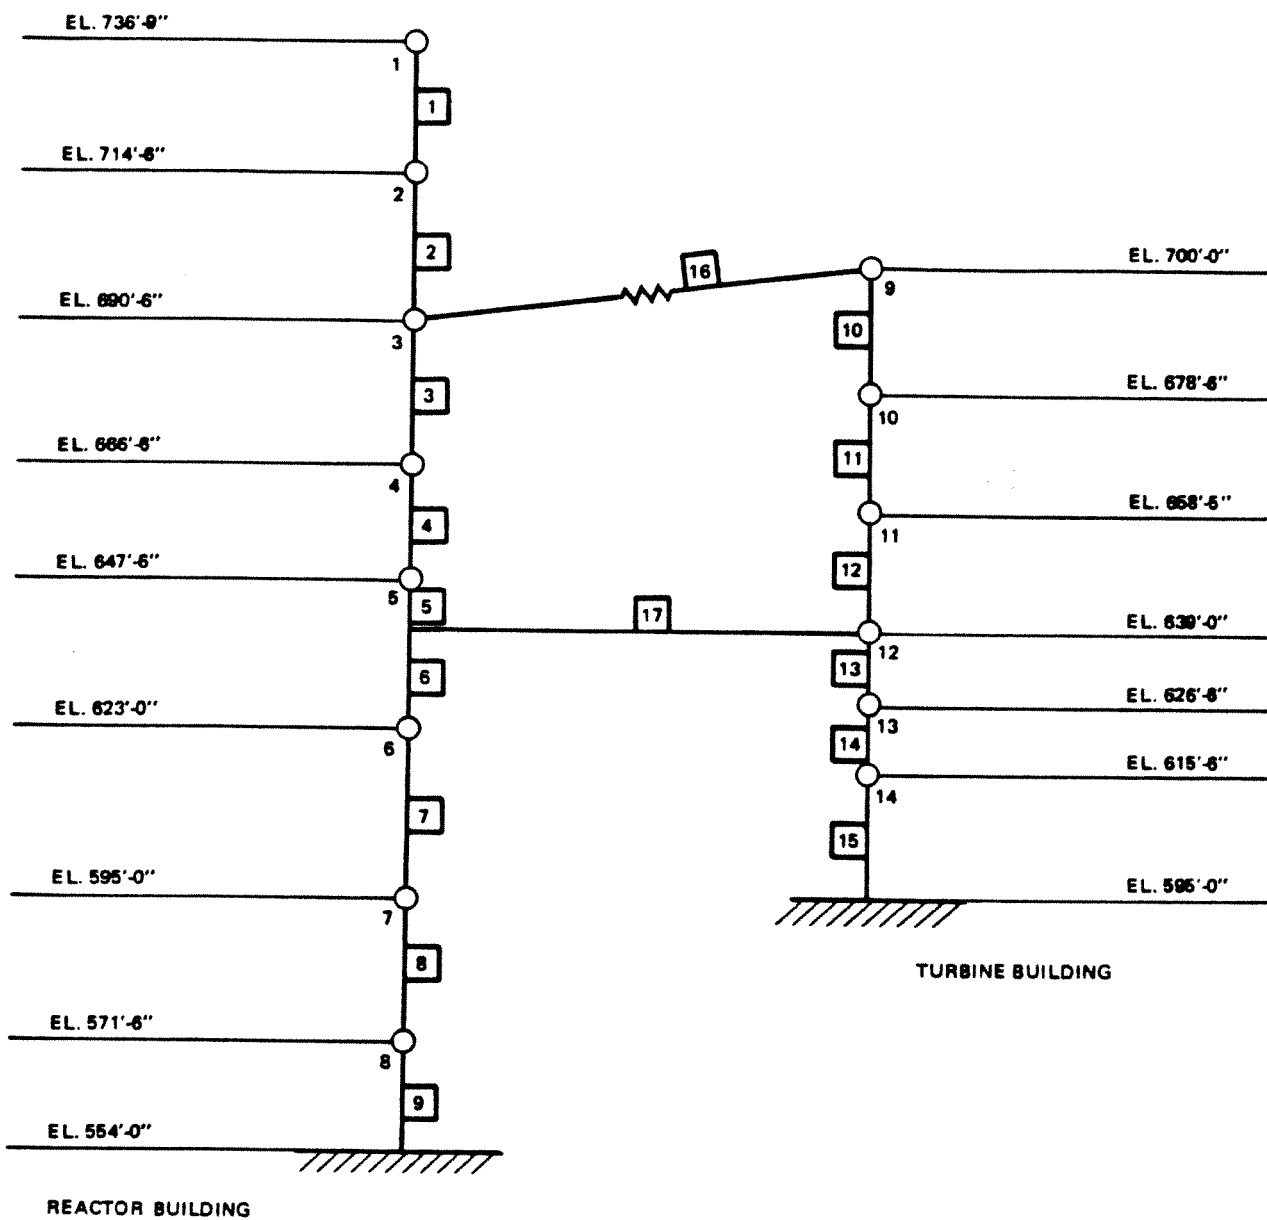 EL. 736'-9"
1
1
EL. 714'-6"
2
2
16
EL. 700'-0"
9
EL. 690'-6"
3
10
EL. 678'-6"
10
3
11
EL. 666'-6"
4
EL. 658'-5"
11
4
12
EL. 647'-6"
5
5
17
EL. 639'-0"
12
13
6
EL. 626'-6"
13
EL. 623'-0"
6
14
EL. 615'-6"
14
7
15
EL. 595'-0"
7
EL. 595'-0"
8
TURBINE BUILDING
EL. 571'-6"
8
9
EL. 554'-0"
REACTOR BUILDING